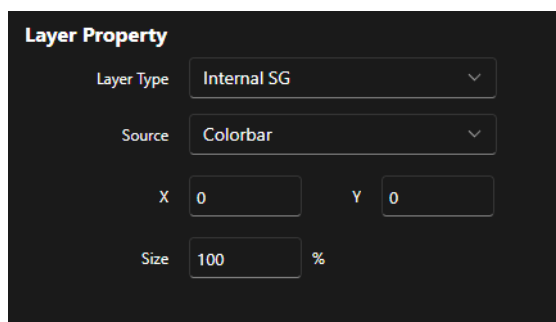 Layer Property
Layer Type Internal SG
Source Colorbar
X 0 Y 0
Size 100 %